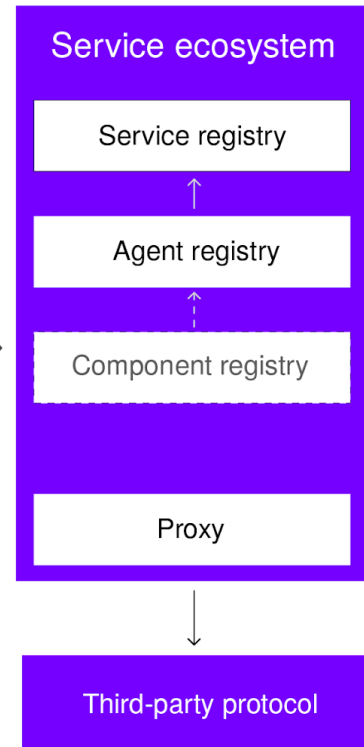 Service ecosystem
Service registry
Agent registry
Component registry
Proxy
Third-party protocol